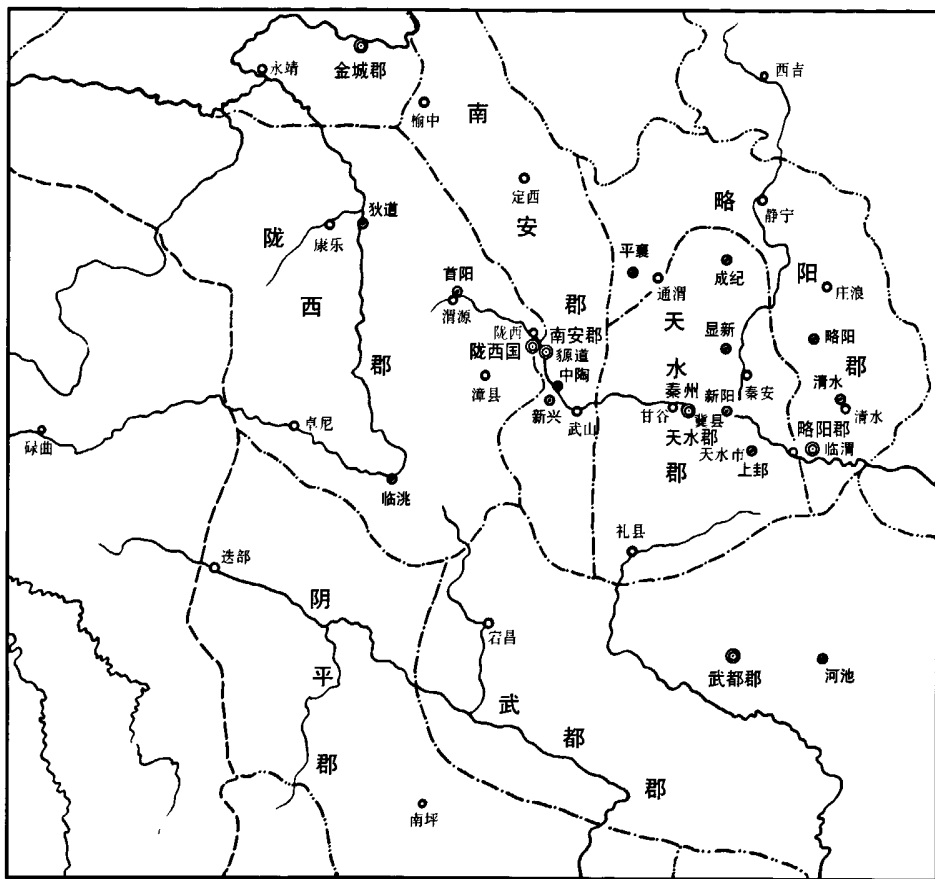 西吉
永靖
金城郡
榆中
南
安
郡
定西
略
阳
郡
静宁
狄道
康乐
陇
西
郡
平襄
通渭
成纪
庄浪
首阳
渭源
天
水
郡
显新
略阳
陇西
南安郡
陇西国
豲道
中陶
漳县
新兴
武山
秦州
甘谷
冀县
天水郡
新阳
秦安
清水
清水
略阳郡
临渭
天水市
上邽
卓尼
碌曲
临洮
礼县
迭部
阴
平
郡
宕昌
武都郡
河池
武
都
郡
南坪